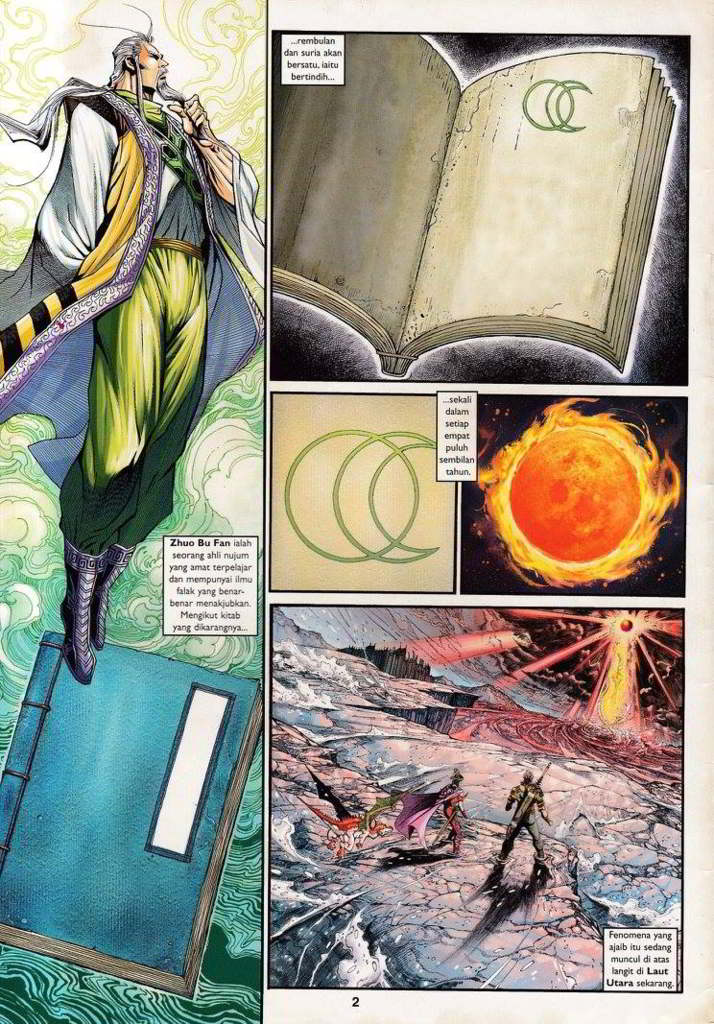 Zhuo Bu Fan ialah
seorang ahli nujum
yang amat terpelajar
dan mempunyai ilmu
falak yang benar-
benar menakjubkan.
Mengikut kitab
yang dikarangnya...
...rembulan
dan suria akan
bersatu, iaitu
bertindih...
...sekali
dalam
setiap
empat
puluh
sembilan
tahun.
Fenomena yang
ajaib itu sedang
muncul di atas
langit di Laut
Utara sekarang.
2